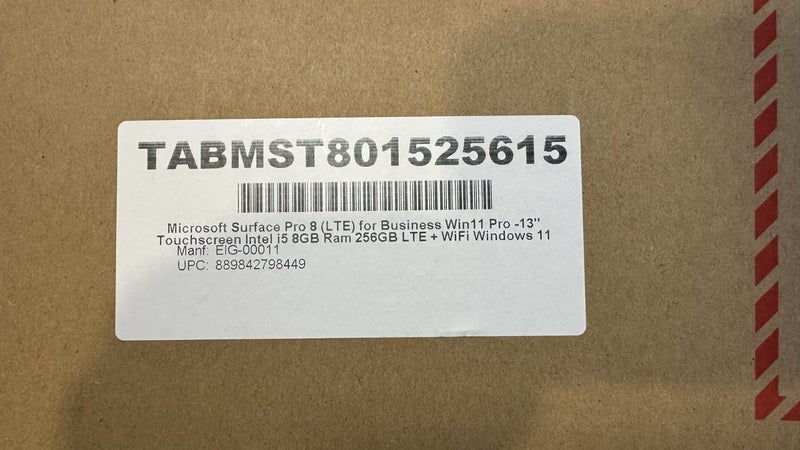 TABMST801525615
Microsoft Surface Pro 8 (LTE) for Business Win11 Pro -13"
Touchscreen Intel i5 8GB Ram 256GB LTE + WiFi Windows 11
Manf: EIG-00011
UPC: 889842798449